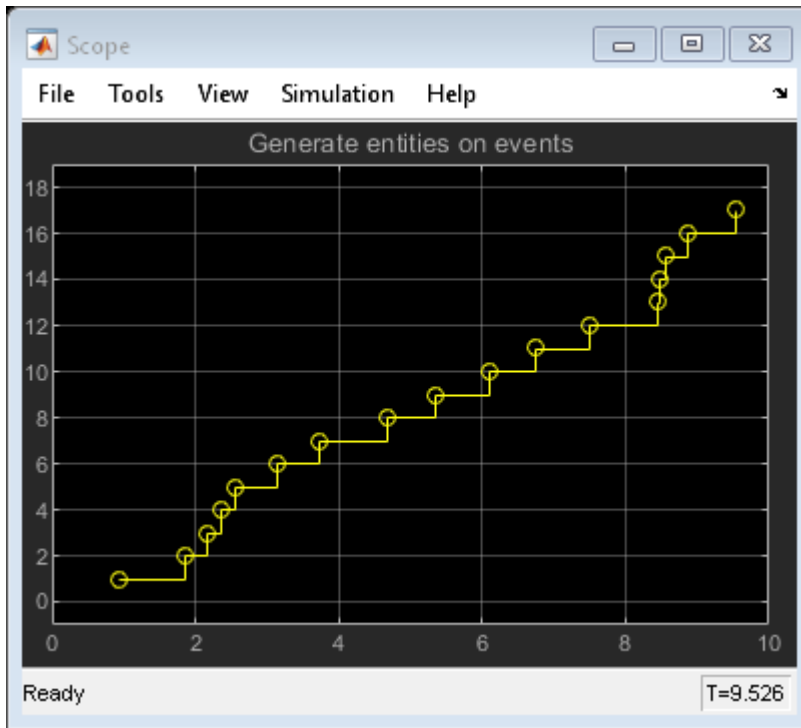 Scope
File Tools View Simulation Help
Generate entities on events
18
16
14
12
10
8
6
4
2
0
0 2 4 6 8 10
Ready T=9.526